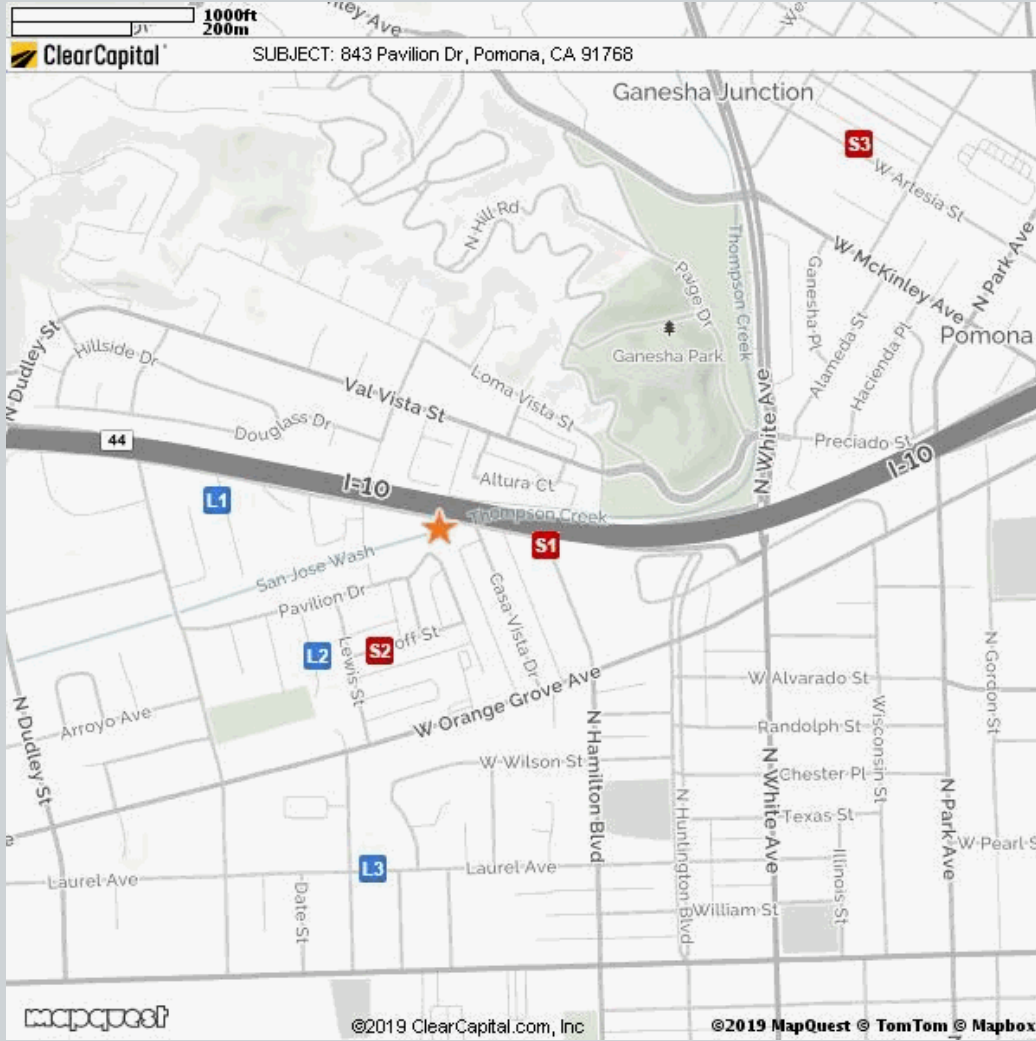 1000ft
200m
ClearCapital
SUBJECT: 843 Pavilion Dr, Pomona, CA 91768
Ganesha Junction
S3
W Artesia St
N Hill Rd
Thompson Creek
Paige Dr
Ganesha Pl
W McKinley Ave
N Park Ave
Pomona
N Dudley St
Hillside Dr
Ganesha Park
Alameda St
Hacienda Pl
Val Vista St
Loma Vista St
N White Ave
Douglass Dr
44
Preciado St
I-10
I-10
Altura Ct
L1
Thompson Creek
S1
San Jose Wash
Pavilion Dr
Casa Vista Dr
L2
Lewis St
S2
off St
N Gordon St
W Orange Grove Ave
W Alvarado St
N Dudley St
Arroyo Ave
N Hamilton Blvd
Randolph St
Wisconsin St
W Wilson St
Chester Pl
N Huntington Blvd
N White Ave
Texas St
N Park Ave
W Pearl S
L3
Laurel Ave
Laurel Ave
Illinois St
Date St
William St
mapquest
©2019 ClearCapital.com, Inc
©2019 MapQuest © TomTom © Mapbox